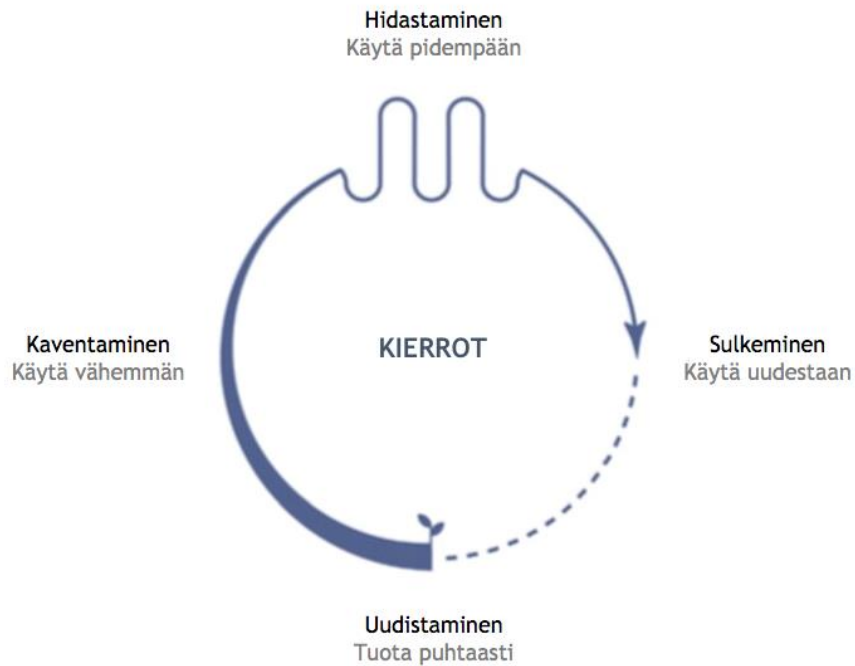 Hidastaminen
Käytä pidempään
Kaventaminen
Käytä vähemmän
KIERROT
Sulkeminen
Käytä uudestaan
Uudistaminen
Tuota puhtaasti